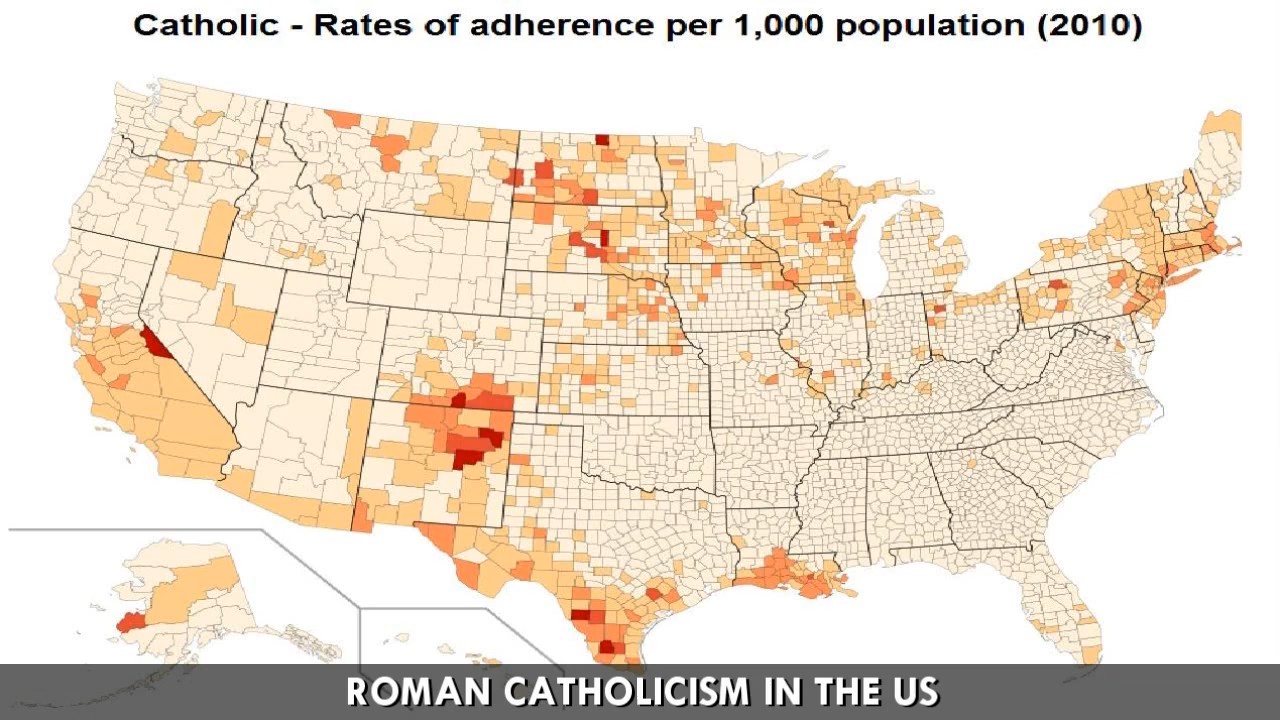 Catholic - Rates of adherence per 1,000 population (2010)
ROMAN CATHOLICISM IN THE US